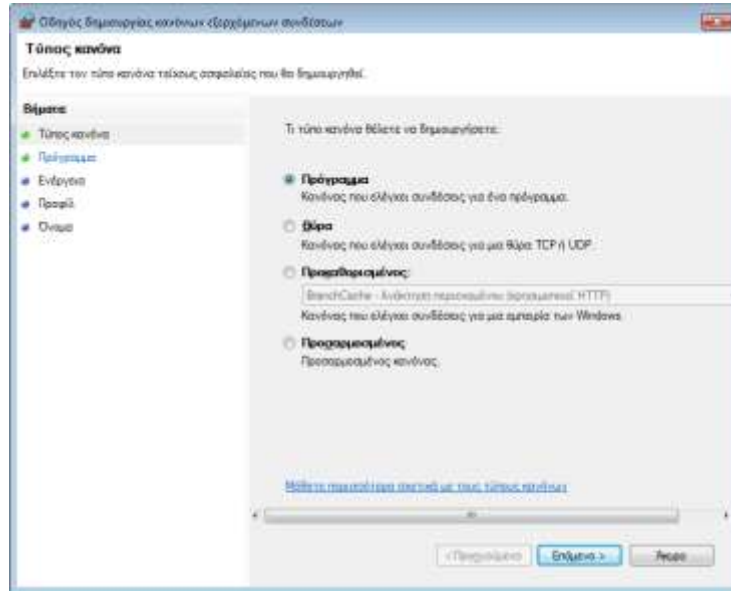 Οδηγός δημιουργίας κανόνων εξερχόμενων συνδέσεων
Τύπος κανόνα
Επιλέξτε τον τύπο κανόνα τείχους ασφαλείας που θα δημιουργηθεί.
Βήματα:
Τύπος κανόνα
Πρόγραμμα
Ενέργεια
Προφίλ
Όνομα
Τι τύπο κανόνα θέλετε να δημιουργήσετε;
Πρόγραμμα
Κανόνας που ελέγχει συνδέσεις για ένα πρόγραμμα.
Θύρα
Κανόνας που ελέγχει συνδέσεις για μια θύρα TCP ή UDP.
Προκαθορισμένος:
BranchCache - Ανάκτηση περιεχομένου (χρησιμοποιεί HTTP)
Κανόνας που ελέγχει συνδέσεις για μια εμπειρία των Windows.
Προσαρμοσμένος
Προσαρμοσμένος κανόνας.
Μάθετε περισσότερα σχετικά με τους τύπους κανόνων
< Προηγούμενο
Επόμενο >
Άκυρο